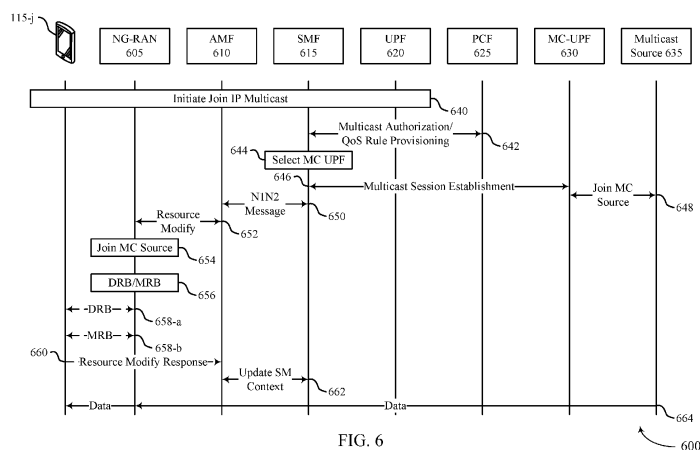 115-j
NG-RAN
605
AMF
610
SMF
615
UPF
620
PCF
625
MC-UPF
630
Multicast
Source 635
Initiate Join IP Multicast
640
Multicast Authorization/
QoS Rule Provisioning
642
644
Select MC UPF
646
Multicast Session Establishment
Join MC
Source
648
N1N2
Message
650
Resource
Modify
652
Join MC Source
654
DRB/MRB
656
DRB
658-a
MRB
658-b
660
Resource Modify Response
Update SM
Context
662
Data
Data
664
FIG. 6
600